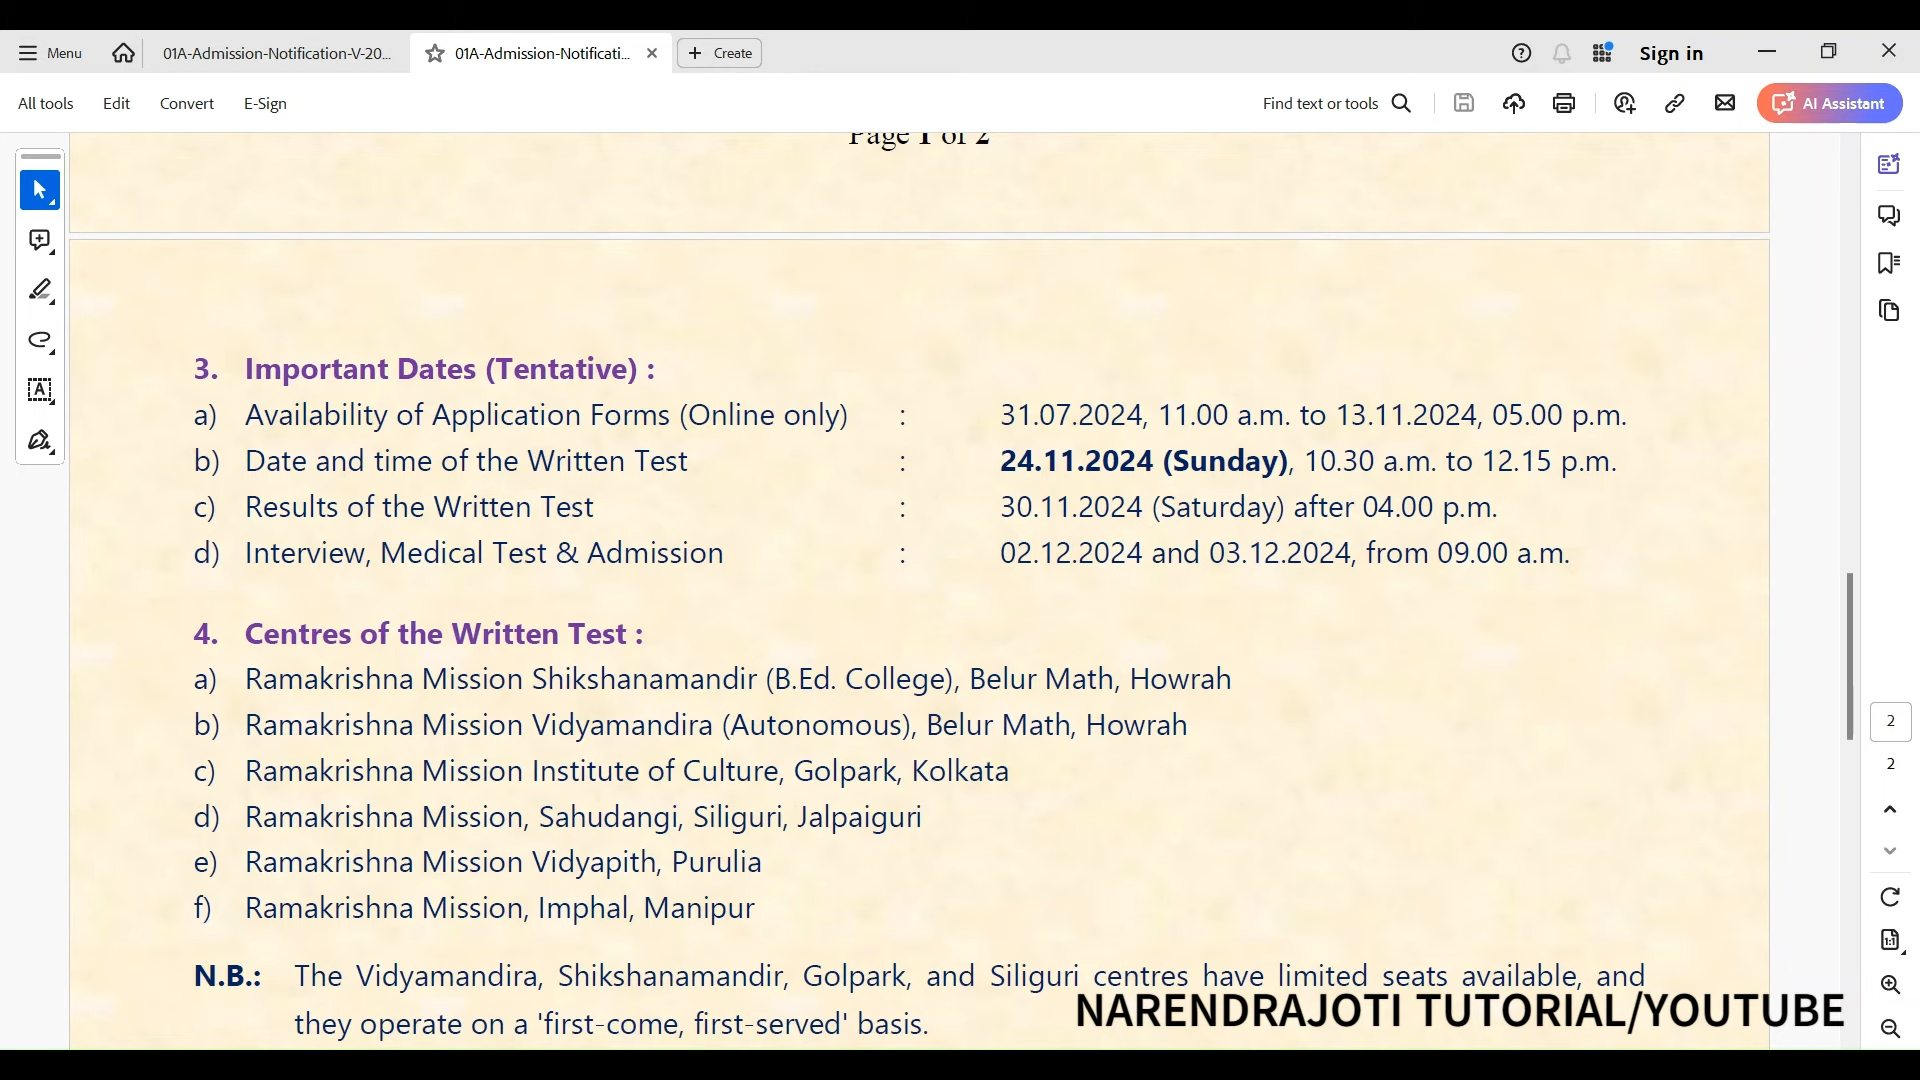 Menu
01A-Admission-Notification-V-20...
01A-Admission-Notificati...
Create
Sign in
All tools
Edit
Convert
E-Sign
Find text or tools
AI Assistant
Page 1 of 2
3. Important Dates (Tentative) :
a) Availability of Application Forms (Online only) : 31.07.2024, 11.00 a.m. to 13.11.2024, 05.00 p.m.
b) Date and time of the Written Test : 24.11.2024 (Sunday), 10.30 a.m. to 12.15 p.m.
c) Results of the Written Test : 30.11.2024 (Saturday) after 04.00 p.m.
d) Interview, Medical Test & Admission : 02.12.2024 and 03.12.2024, from 09.00 a.m.
4. Centres of the Written Test :
a) Ramakrishna Mission Shikshanamandir (B.Ed. College), Belur Math, Howrah
b) Ramakrishna Mission Vidyamandira (Autonomous), Belur Math, Howrah
c) Ramakrishna Mission Institute of Culture, Golpark, Kolkata
d) Ramakrishna Mission, Sahudangi, Siliguri, Jalpaiguri
e) Ramakrishna Mission Vidyapith, Purulia
f) Ramakrishna Mission, Imphal, Manipur
N.B.: The Vidyamandira, Shikshanamandir, Golpark, and Siliguri centres have limited seats available, and
they operate on a 'first-come, first-served' basis.
NARENDRAJOTI TUTORIAL/YOUTUBE
2
2